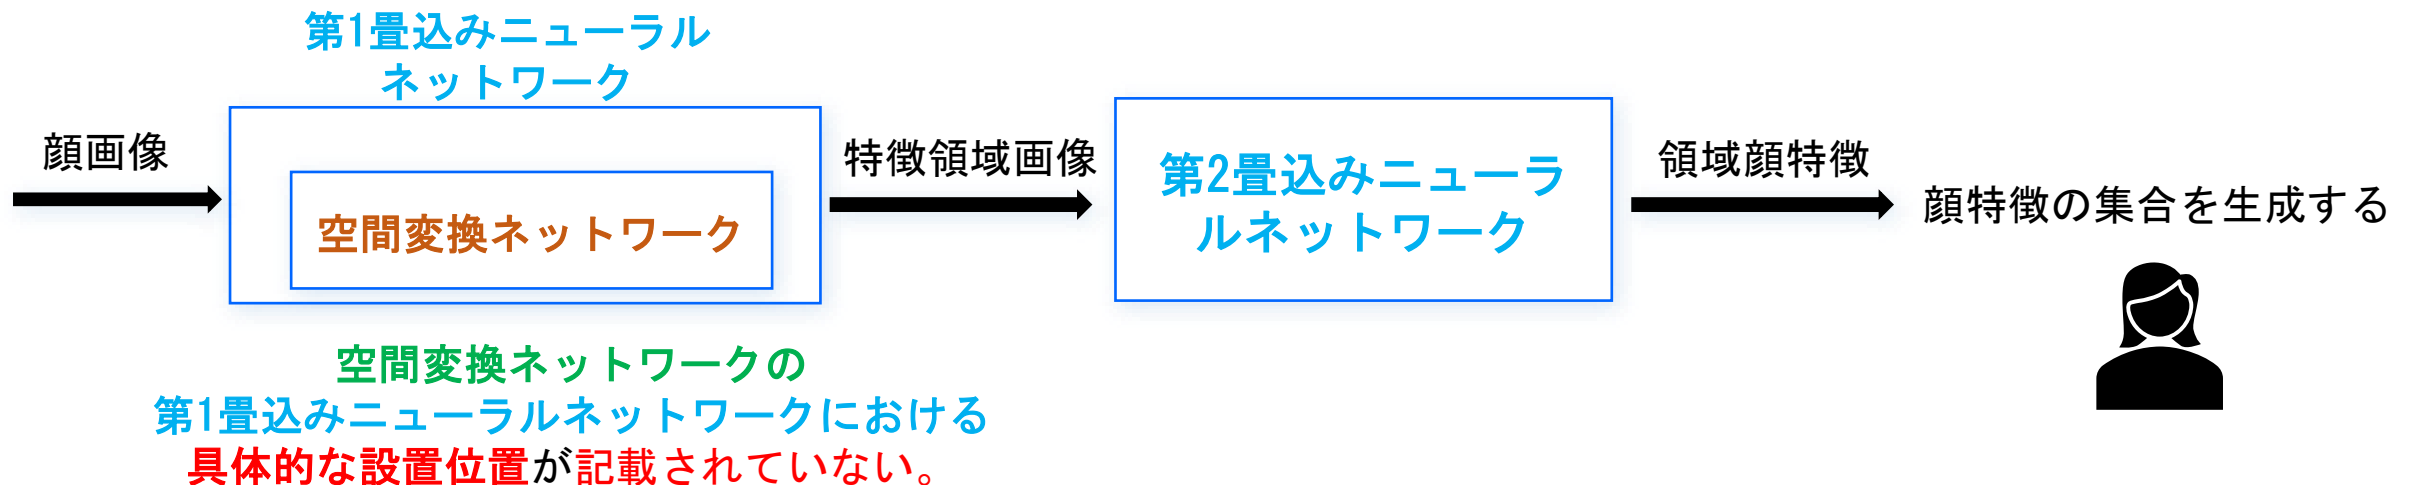 第1畳込みニューラル
ネットワーク
顔画像
空間変換ネットワーク
特徴領域画像
第2畳込みニューラ
ルネットワーク
領域顔特徴
顔特徴の集合を生成する
空間変換ネットワークの
第1畳込みニューラルネットワークにおける
具体的な設置位置が記載されていない。